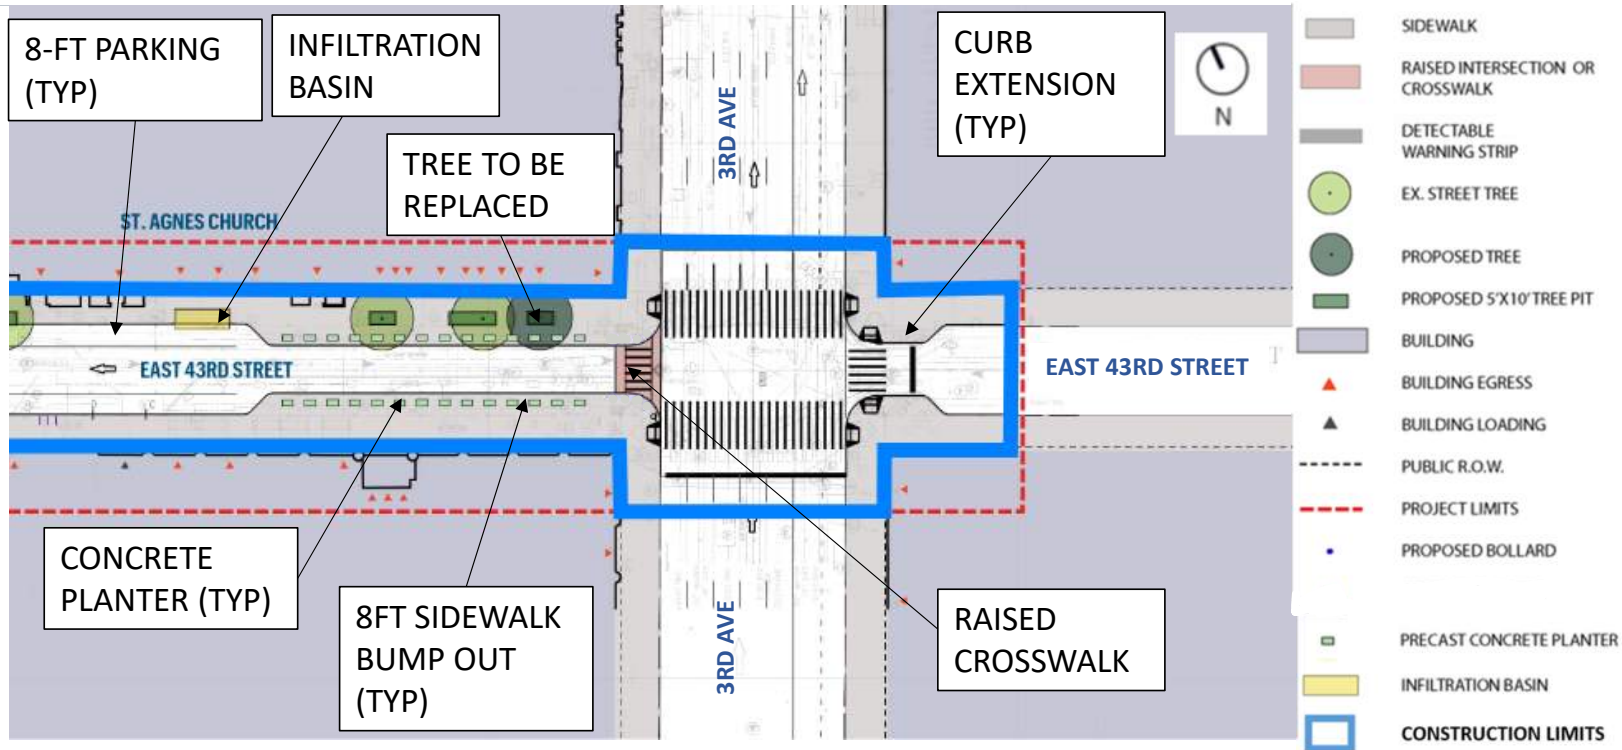 8-FT PARKING
(TYP)
INFILTRATION
BASIN
TREE TO BE
REPLACED
3RD AVE
CURB
EXTENSION
(TYP)
N
ST. AGNES CHURCH
EAST 43RD STREET
EAST 43RD STREET
CONCRETE
PLANTER (TYP)
8FT SIDEWALK
BUMP OUT
(TYP)
3RD AVE
RAISED
CROSSWALK
SIDEWALK
RAISED INTERSECTION OR
CROSSWALK
DETECTABLE
WARNING STRIP
EX. STREET TREE
PROPOSED TREE
PROPOSED 5'X10' TREE PIT
BUILDING
BUILDING EGRESS
BUILDING LOADING
PUBLIC R.O.W.
PROJECT LIMITS
PROPOSED BOLLARD
PRECAST CONCRETE PLANTER
INFILTRATION BASIN
CONSTRUCTION LIMITS